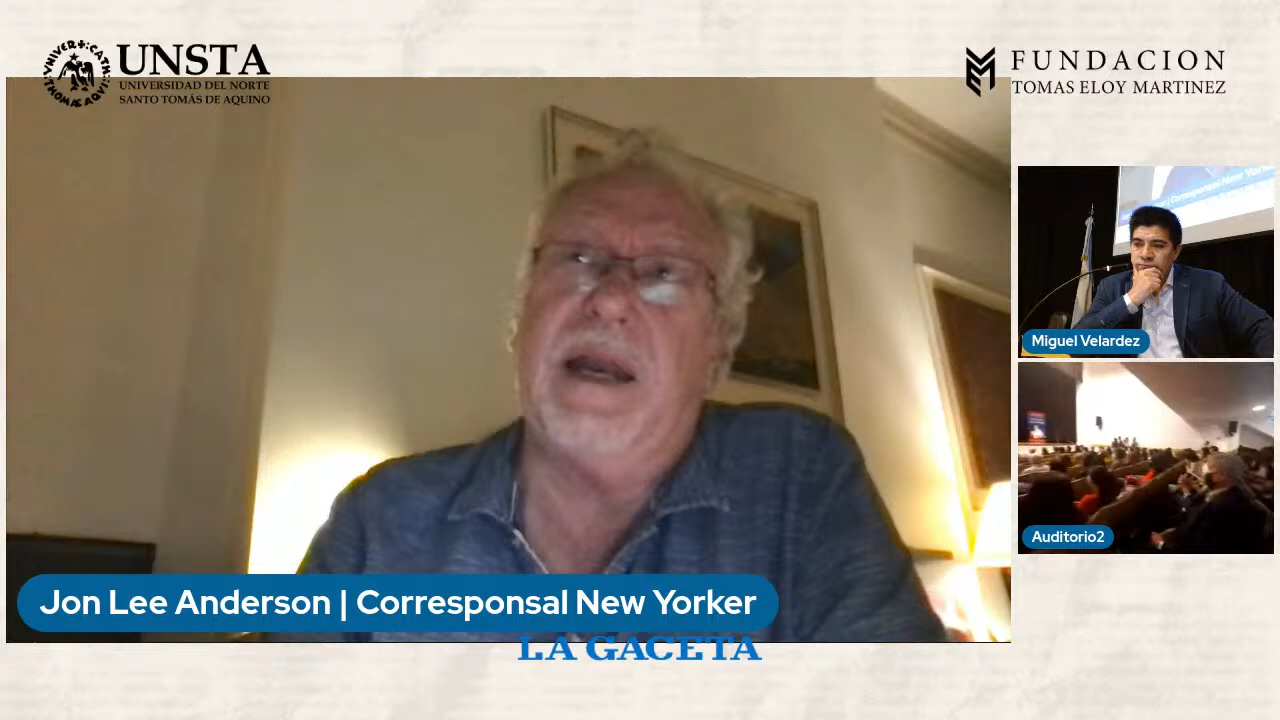 UNSTA
UNIVERSIDAD DEL NORTE
SANTO TOMÁS DE AQUINO
FUNDACION
TOMAS ELOY MARTINEZ
Miguel Velardez
Auditorio2
Jon Lee Anderson | Corresponsal New Yorker
LA GACETA